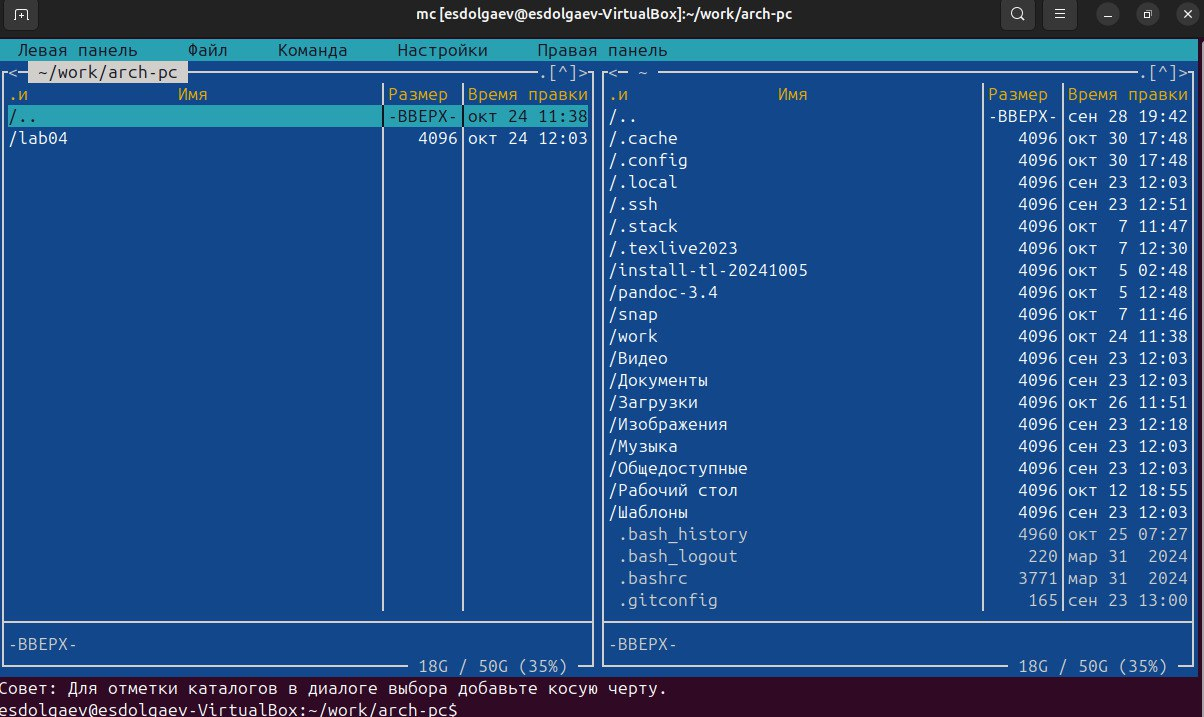 mc [esdolgaev@esdolgaev-VirtualBox]:~/work/arch-pc
Левая панель Файл Команда Настройки Правая панель
<- ~/work/arch-pc .[^]>
.и Имя Размер Время правки
/.. -ВВЕРХ- окт 24 11:38
/lab04 4096 окт 24 12:03
-ВВЕРХ-
18G / 50G (35%)
<- ~ .[^]>
.и Имя Размер Время правки
/.. -ВВЕРХ- сен 28 19:42
/.cache 4096 окт 30 17:48
/.config 4096 окт 30 17:48
/.local 4096 сен 23 12:03
/.ssh 4096 сен 23 12:51
/.stack 4096 окт 7 11:47
/.texlive2023 4096 окт 7 12:30
/install-tl-20241005 4096 окт 5 02:48
/pandoc-3.4 4096 окт 5 12:48
/snap 4096 окт 7 11:46
/work 4096 окт 24 11:38
/Видео 4096 сен 23 12:03
/Документы 4096 сен 23 12:03
/Загрузки 4096 окт 26 11:51
/Изображения 4096 сен 23 12:18
/Музыка 4096 сен 23 12:03
/Общедоступные 4096 сен 23 12:03
/Рабочий стол 4096 окт 12 18:55
/Шаблоны 4096 сен 23 12:03
.bash_history 4960 окт 25 07:27
.bash_logout 220 мар 31 2024
.bashrc 3771 мар 31 2024
.gitconfig 165 сен 23 13:00
-ВВЕРХ-
18G / 50G (35%)
Совет: Для отметки каталогов в диалоге выбора добавьте косую черту.
esdolgaev@esdolgaev-VirtualBox:~/work/arch-pc$